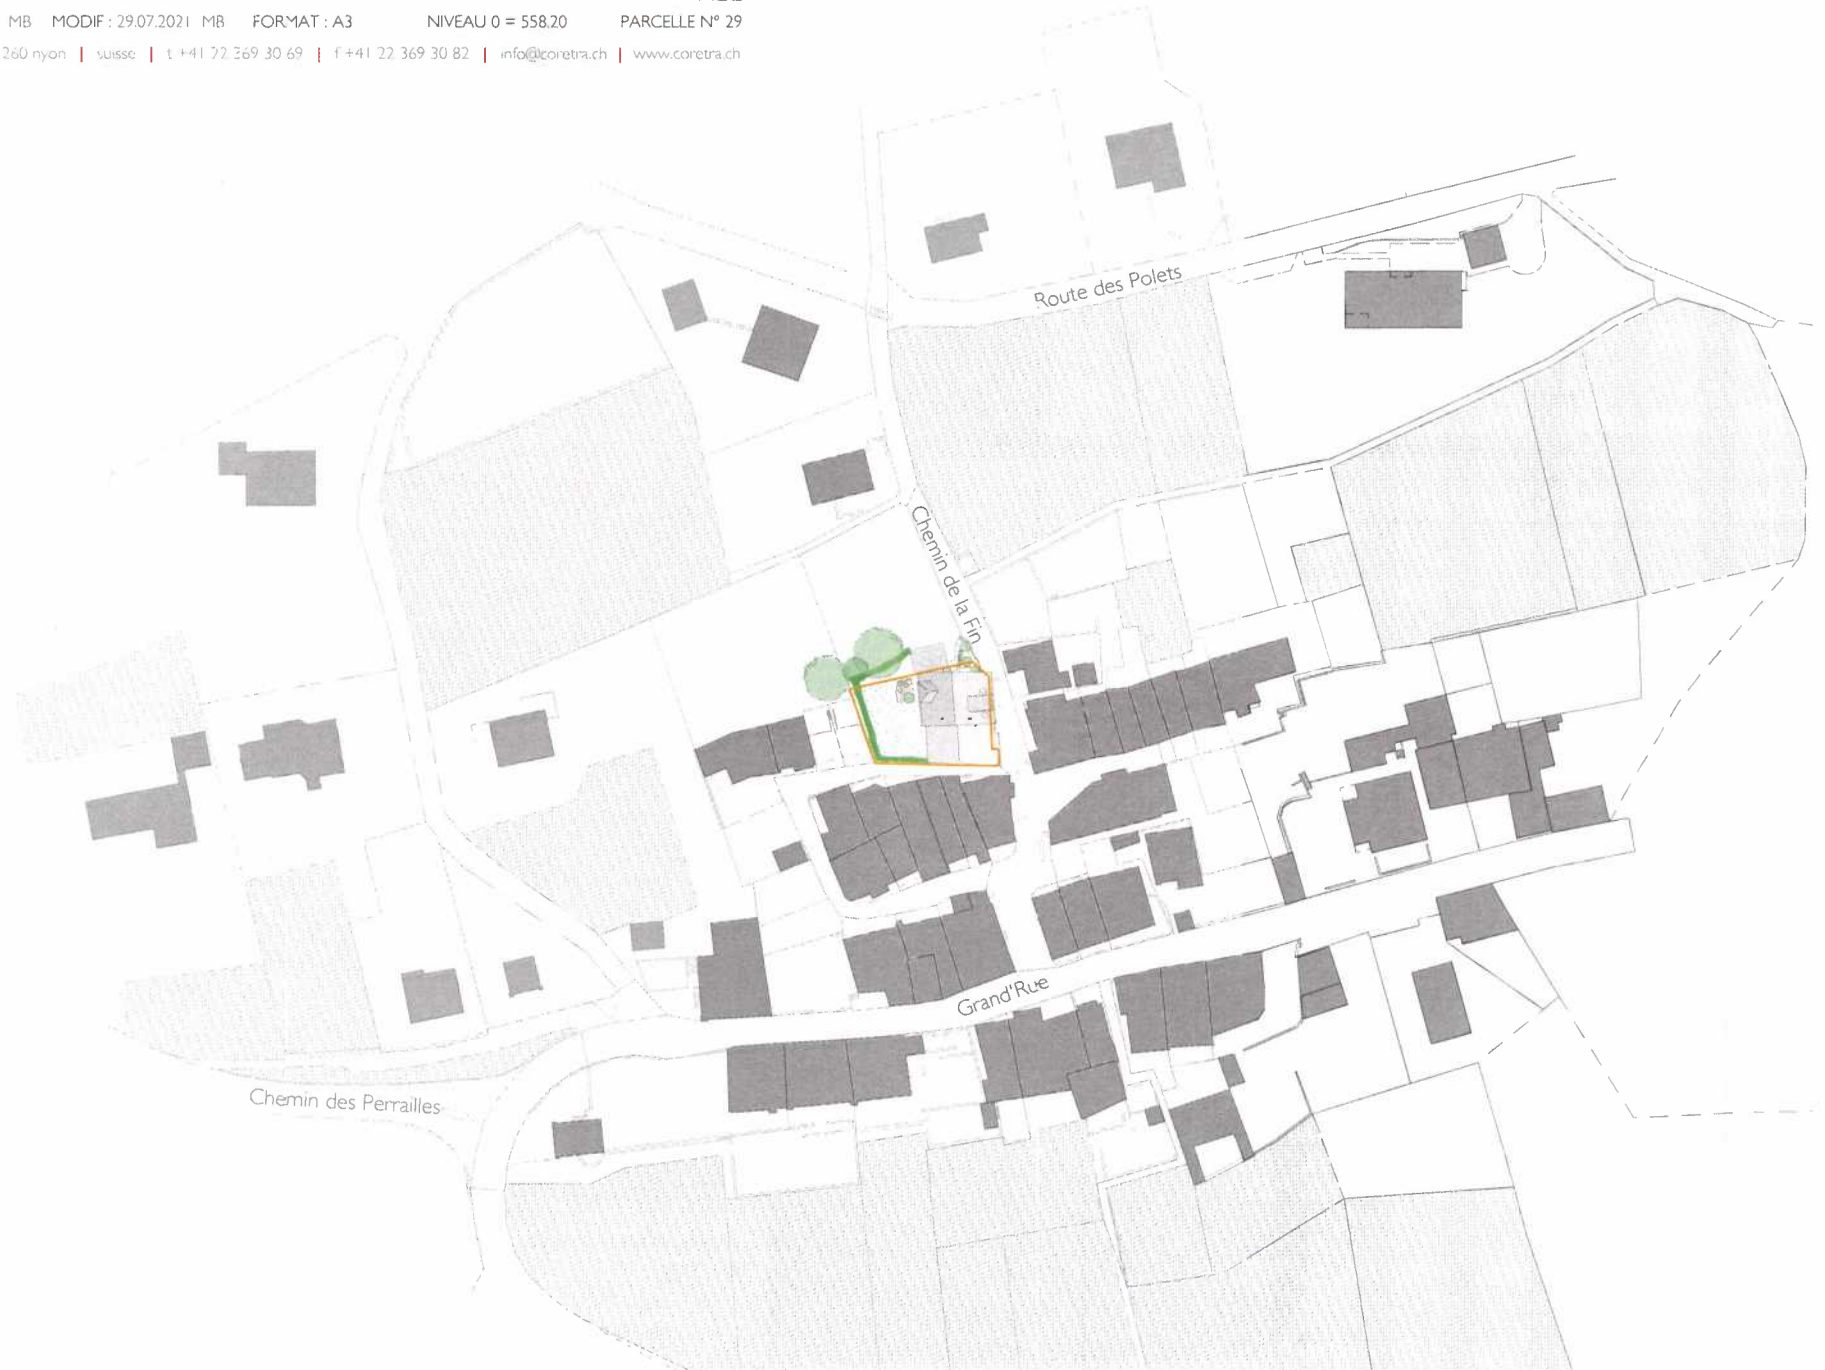 MB MODIF : 29.07.2021 MB FORMAT : A3 NIVEAU 0 = 558.20 PARCELLE N° 29
260 nyon | suisse | t +41 22 369 30 69 | f +41 22 369 30 82 | info@coretra.ch | www.coretra.ch
Route des Polets
Chemin de la Fin
Grand'Rue
Chemin des Perrailles